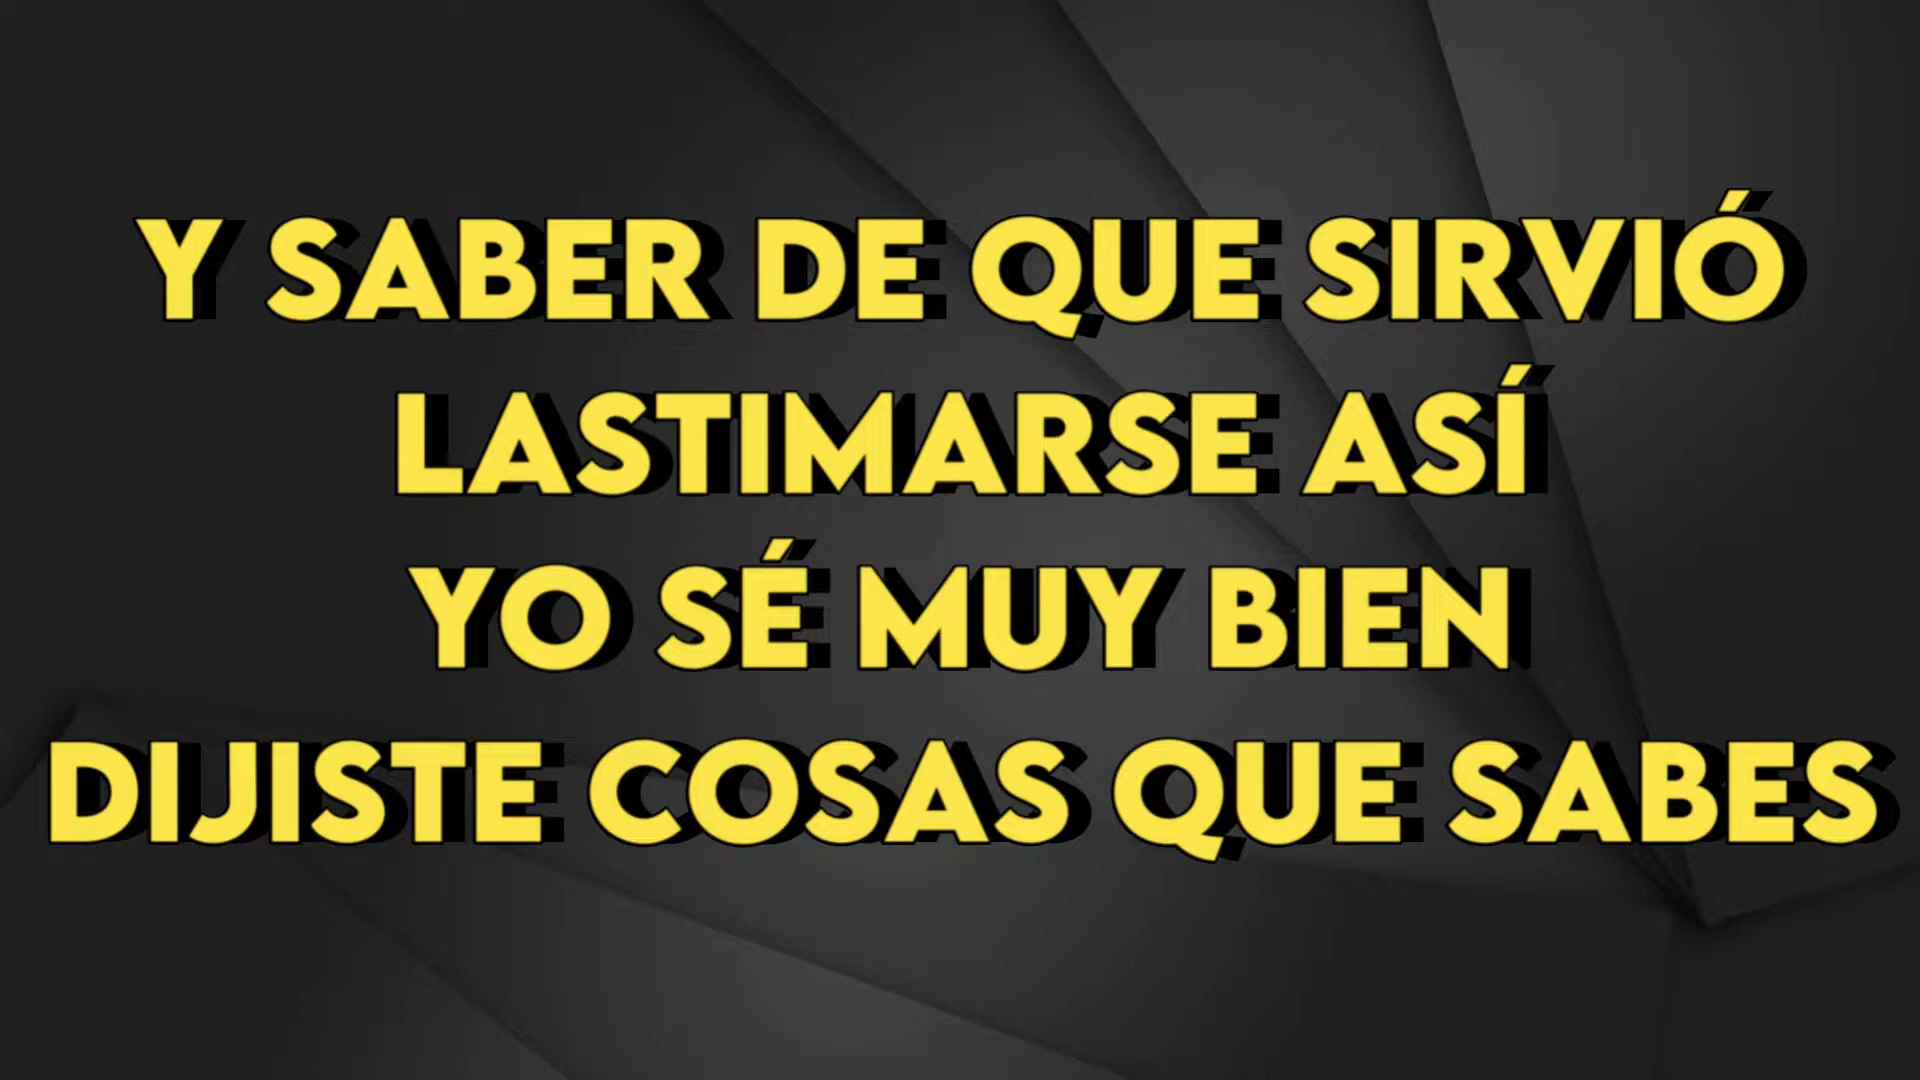 Y SABER DE QUE SIRVIÓ
LASTIMARSE ASÍ
YO SÉ MUY BIEN
DIJISTE COSAS QUE SABES